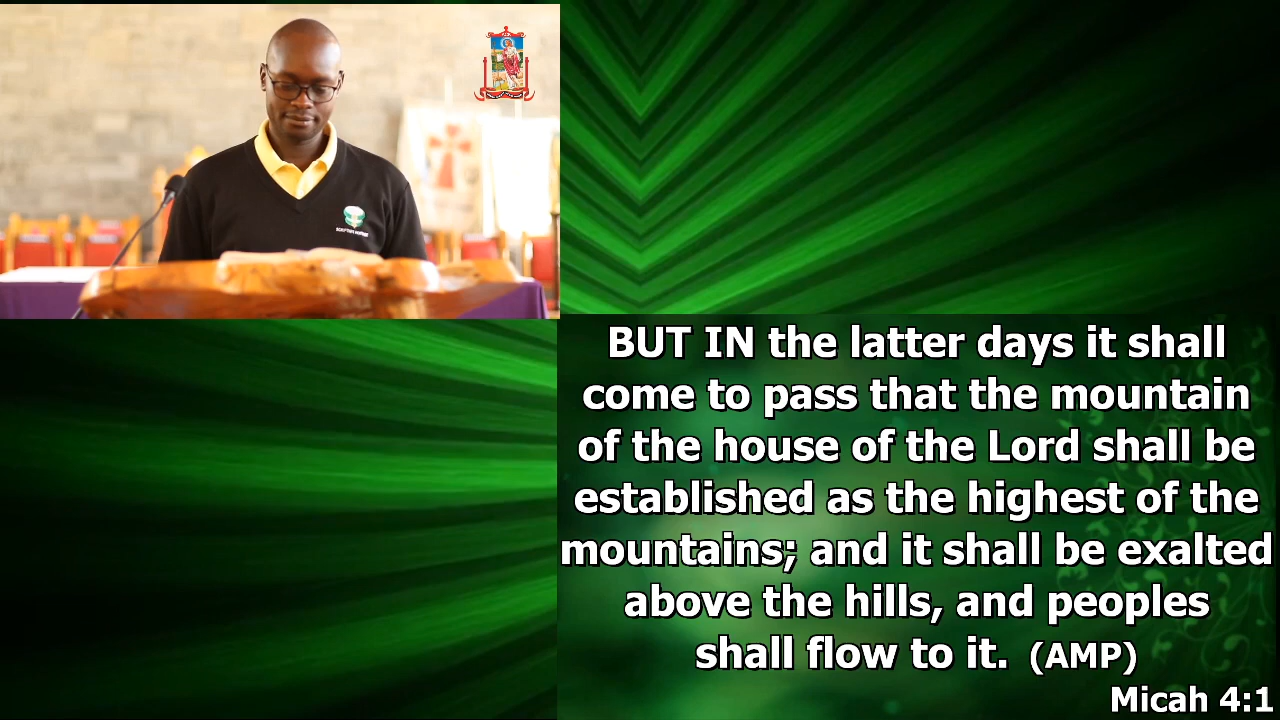 BUT IN the latter days it shall
come to pass that the mountain
of the house of the Lord shall be
established as the highest of the
mountains; and it shall be exalted
above the hills, and peoples
shall flow to it. (AMP)
Micah 4:1